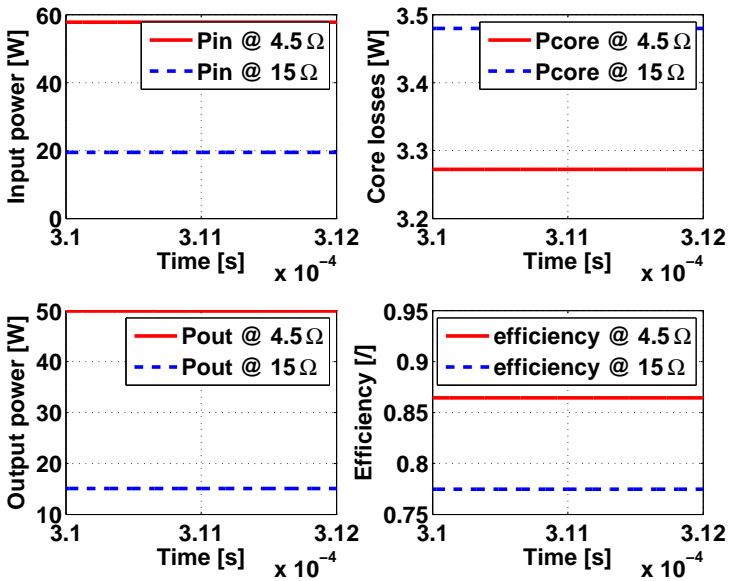 Input power [W]
60
40
20
0
Pin @ 4.5 Ω
Pin @ 15 Ω
3.1
3.11
3.12
Time [s]
x 10⁻⁴
Core losses [W]
3.5
3.4
3.3
3.2
Pcore @ 4.5 Ω
Pcore @ 15 Ω
3.1
3.11
3.12
Time [s]
x 10⁻⁴
Output power [W]
50
40
30
20
10
Pout @ 4.5 Ω
Pout @ 15 Ω
3.1
3.11
3.12
Time [s]
x 10⁻⁴
Efficiency [/]
0.95
0.9
0.85
0.8
0.75
efficiency @ 4.5 Ω
efficiency @ 15 Ω
3.1
3.11
3.12
Time [s]
x 10⁻⁴